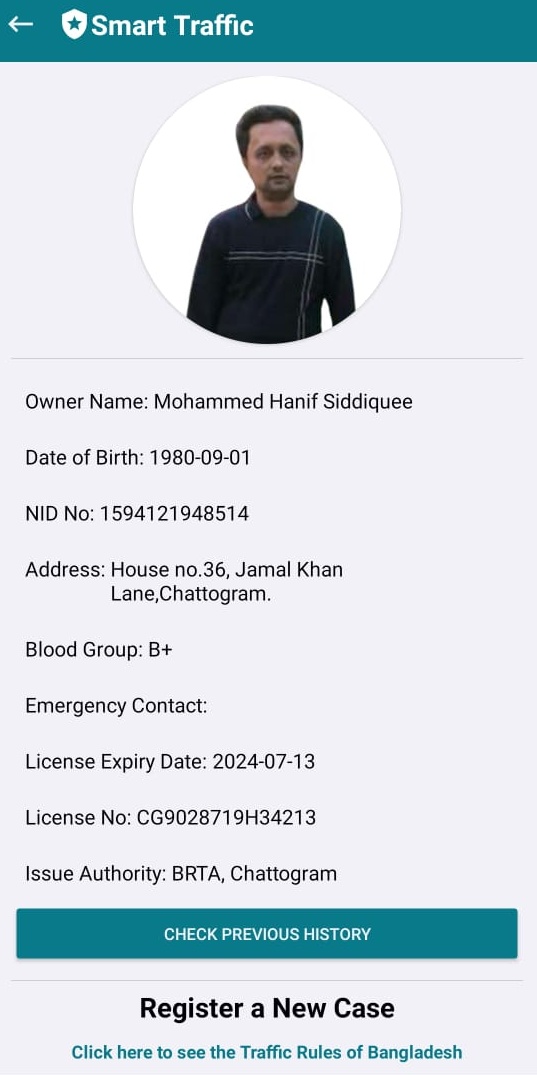 Smart Traffic
Owner Name: Mohammed Hanif Siddiquee
Date of Birth: 1980-09-01
NID No: 1594121948514
Address: House no.36, Jamal Khan
Lane,Chattogram.
Blood Group: B+
Emergency Contact:
License Expiry Date: 2024-07-13
License No: CG9028719H34213
Issue Authority: BRTA, Chattogram
CHECK PREVIOUS HISTORY
Register a New Case
Click here to see the Traffic Rules of Bangladesh